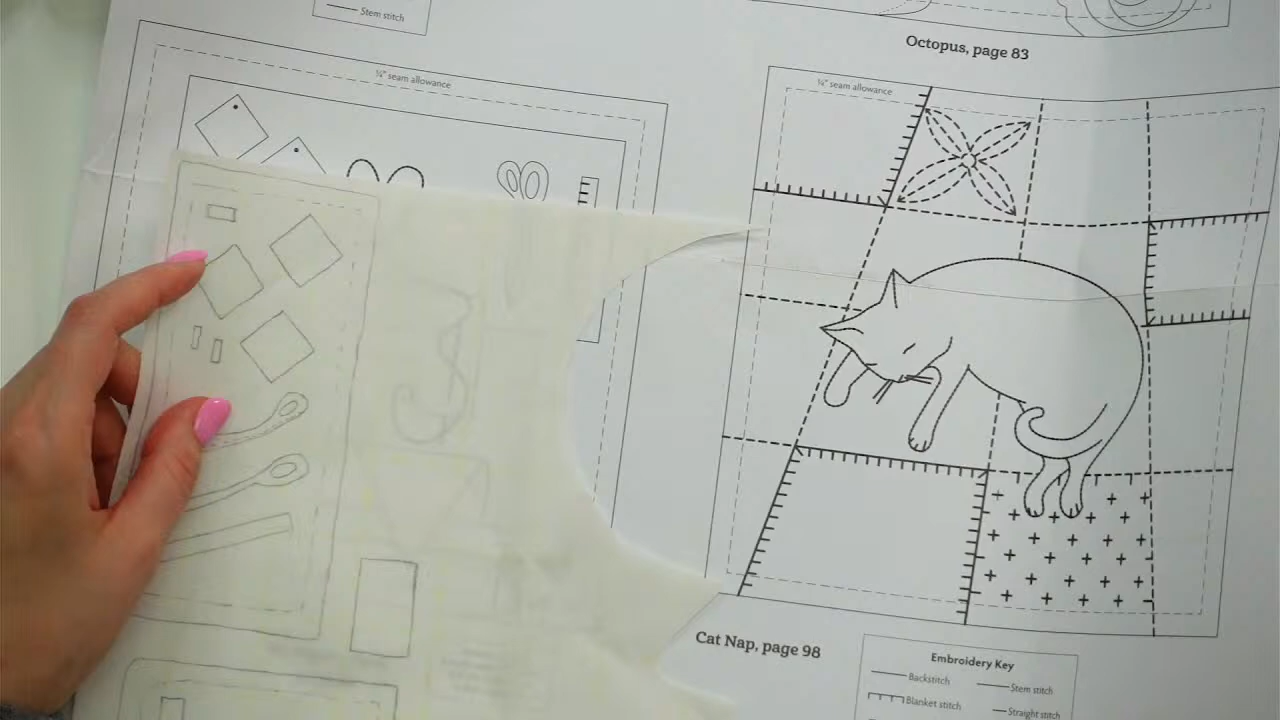 Stem stitch
Octopus, page 83
¼" seam allowance
¼" seam allowance
Cat Nap, page 98
Embroidery Key
Backstitch
Stem stitch
Blanket stitch
Straight stitch